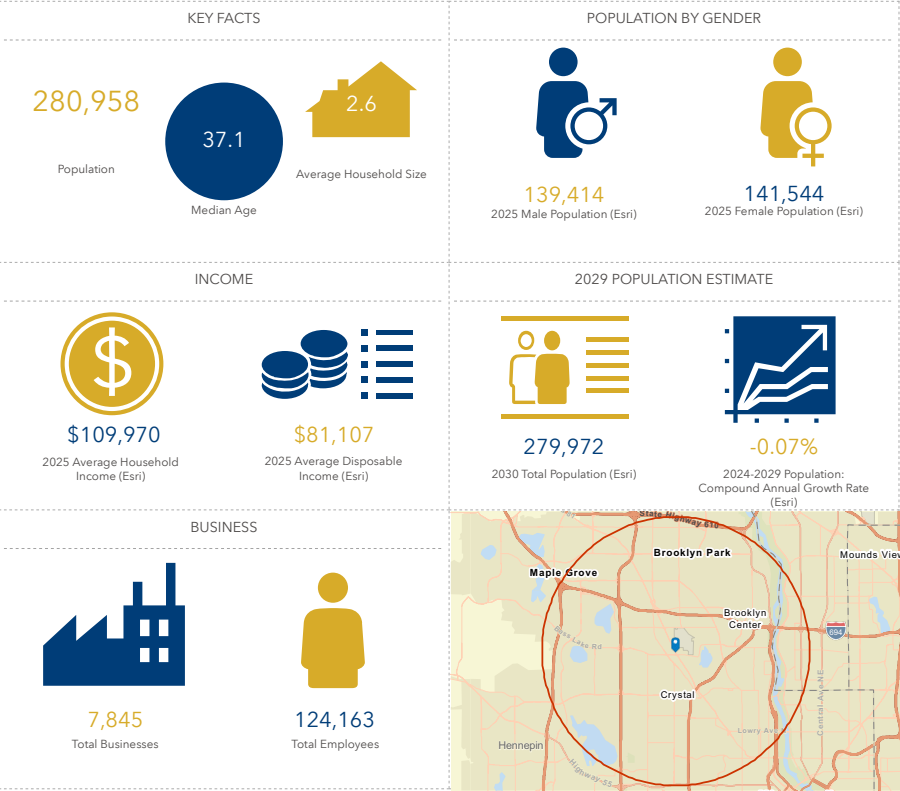 KEY FACTS
280,958
Population
37.1
Median Age
2.6
Average Household Size
POPULATION BY GENDER
139,414
2025 Male Population (Esri)
141,544
2025 Female Population (Esri)
INCOME
$
$109,970
2025 Average Household
Income (Esri)
$81,107
2025 Average Disposable
Income (Esri)
2029 POPULATION ESTIMATE
279,972
2030 Total Population (Esri)
-0.07%
2024-2029 Population:
Compound Annual Growth Rate
(Esri)
BUSINESS
7,845
Total Businesses
124,163
Total Employees
State Highway 610
Brooklyn Park
Mounds View
Maple Grove
Brooklyn
Center
694
Bass Lake Rd
Crystal
Central Ave NE
Lowry Ave
Hennepin
Highway 55